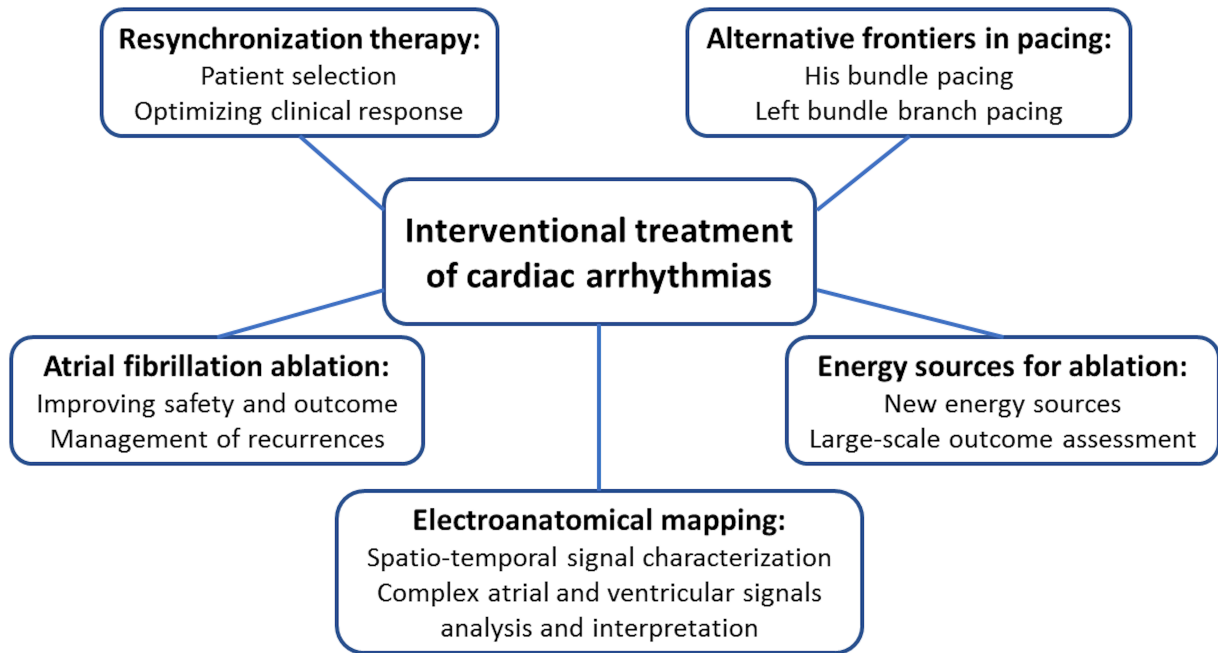 Resynchronization therapy:
Patient selection
Optimizing clinical response
Alternative frontiers in pacing:
His bundle pacing
Left bundle branch pacing
Interventional treatment
of cardiac arrhythmias
Atrial fibrillation ablation:
Improving safety and outcome
Management of recurrences
Energy sources for ablation:
New energy sources
Large-scale outcome assessment
Electroanatomical mapping:
Spatio-temporal signal characterization
Complex atrial and ventricular signals
analysis and interpretation